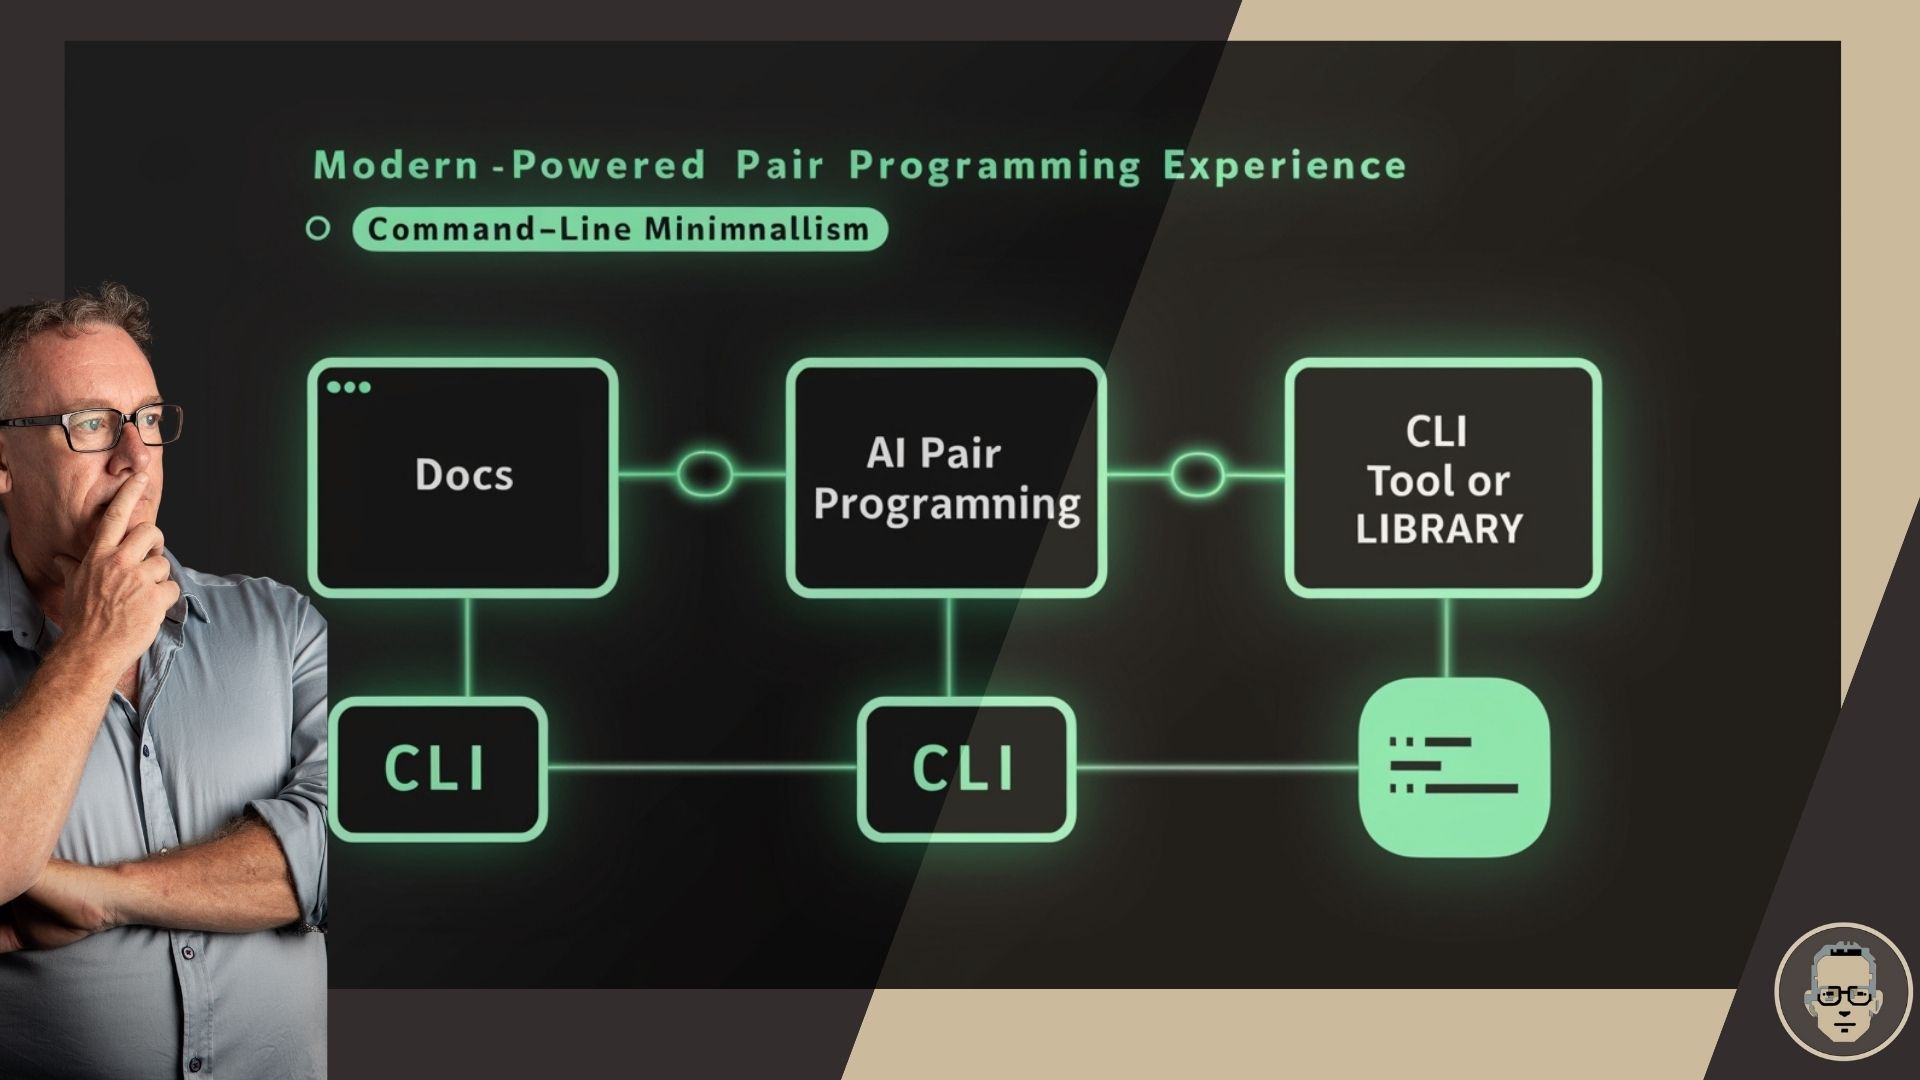 Modern -Powered Pair Programming Experience
Command-Line Minimnallism
Docs
AI Pair
Programning
CLI
Tool or
LIBRARY
CLI
CLI